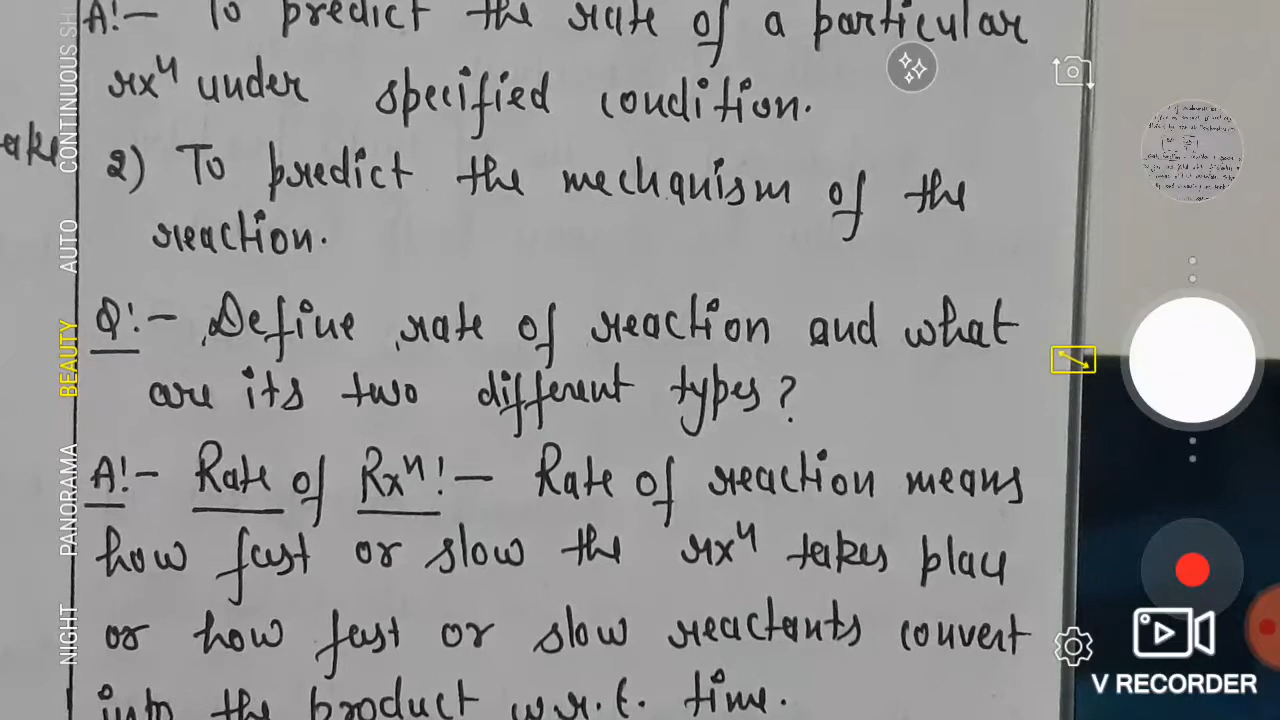 A!- To predict the rate of a particular
rxⁿ under specified condition.
2) To predict the mechanism of the
reaction.
Q!- Define rate of reaction and what
are its two different types?
A!- Rate of Rxⁿ!- Rate of reaction means
how fast or slow the rxⁿ takes place
or how fast or slow reactants convert
into the product w.r.t. time.
NIGHT PANORAMA BEAUTY AUTO CONTINUOUS SH
V RECORDER